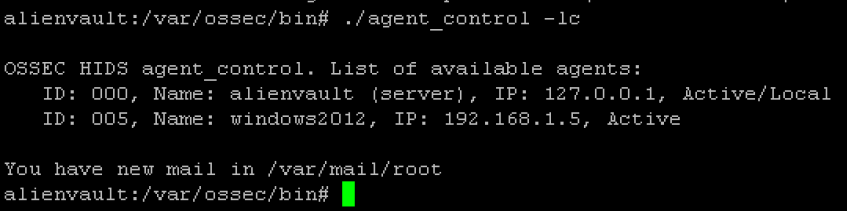 alienvault:/var/ossec/bin# ./agent_control -lc
OSSEC HIDS agent_control. List of available agents:
ID: 000, Name: alienvault (server), IP: 127.0.0.1, Active/Local
ID: 005, Name: windows2012, IP: 192.168.1.5, Active
You have new mail in /var/mail/root
alienvault:/var/ossec/bin#